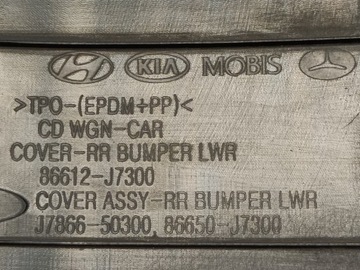 KIA MOBIS
>TPO-(EPDM+PP)<
CD WGN-CAR
COVER-RR BUMPER LWR
86612-J7300
COVER ASSY-RR BUMPER LWR
J7866-50300, 86650-J7300